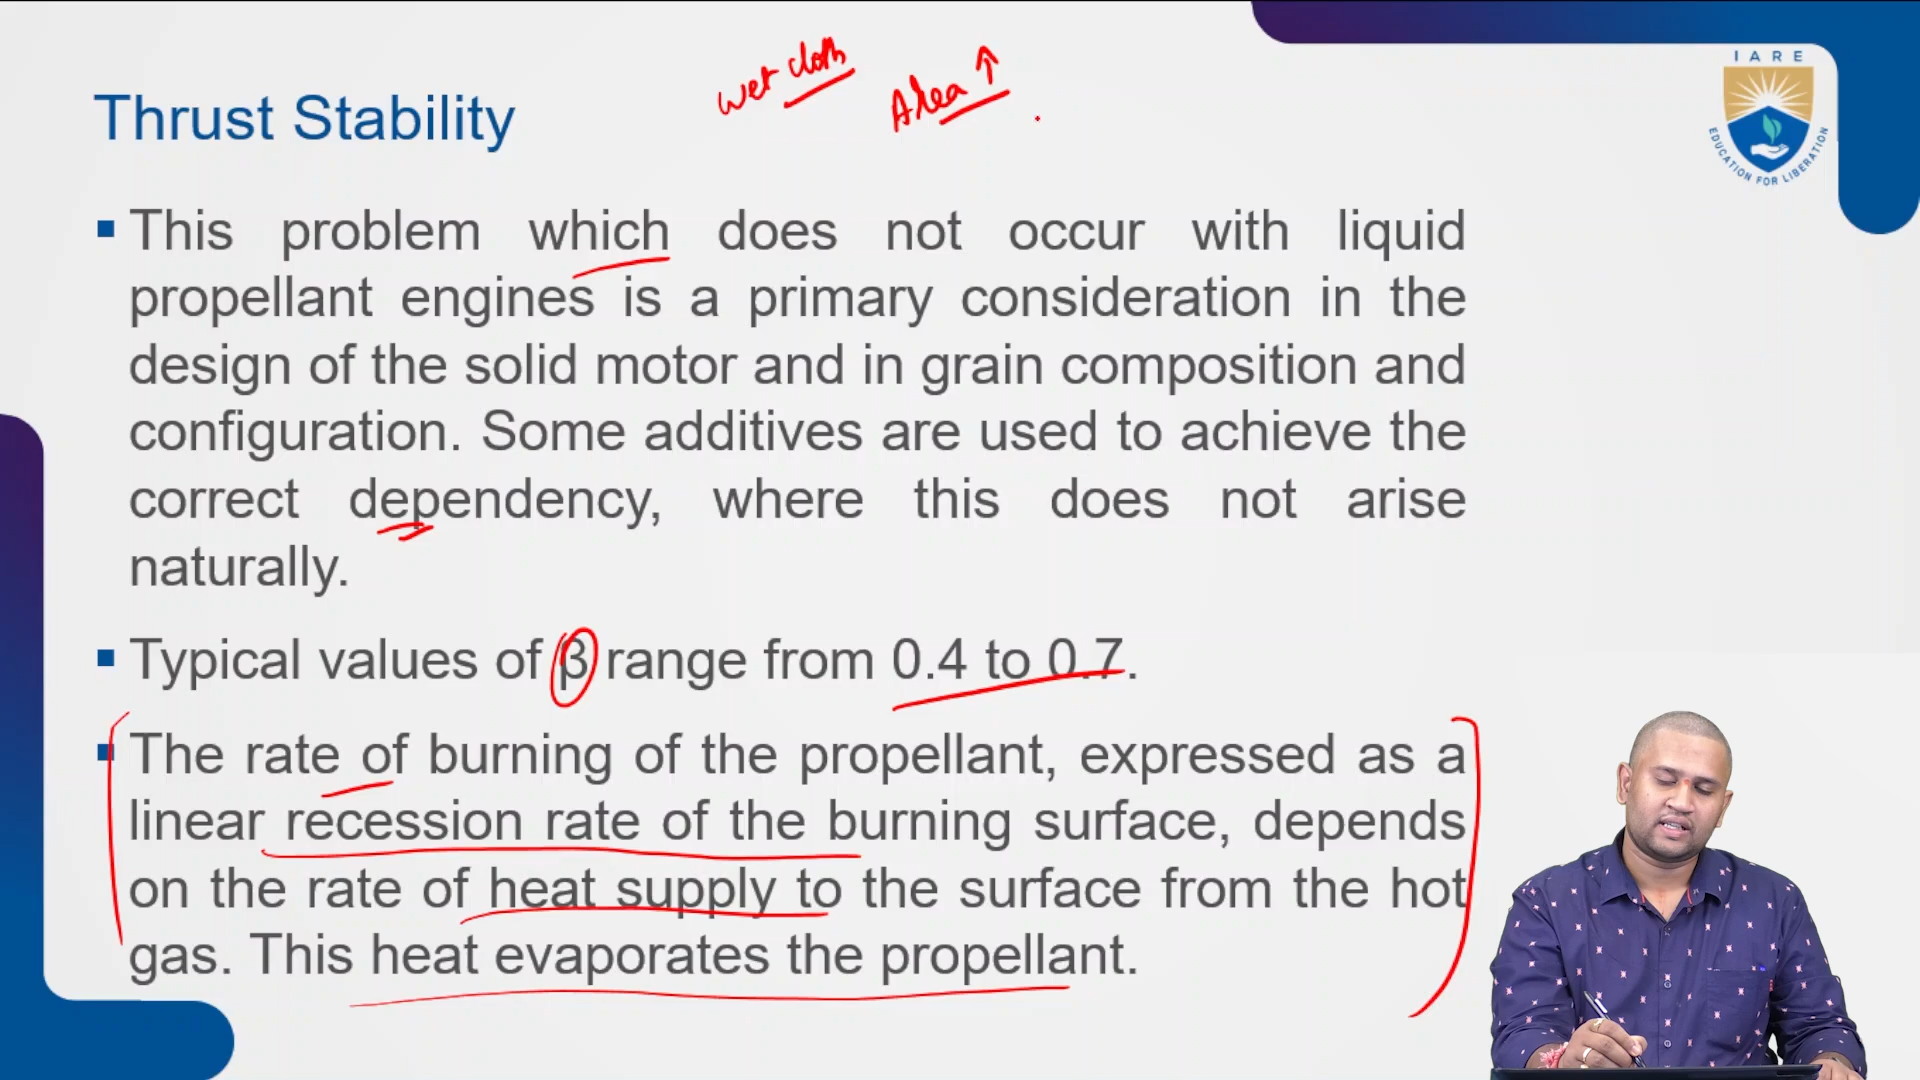 wet cloth
Area ↑
IARE
EDUCATION FOR LIBERATION
Thrust Stability
▪ This problem which does not occur with liquid
propellant engines is a primary consideration in the
design of the solid motor and in grain composition and
configuration. Some additives are used to achieve the
correct dependency, where this does not arise
naturally.
▪ Typical values of β range from 0.4 to 0.7.
▪ The rate of burning of the propellant, expressed as a
linear recession rate of the burning surface, depends
on the rate of heat supply to the surface from the hot
gas. This heat evaporates the propellant.